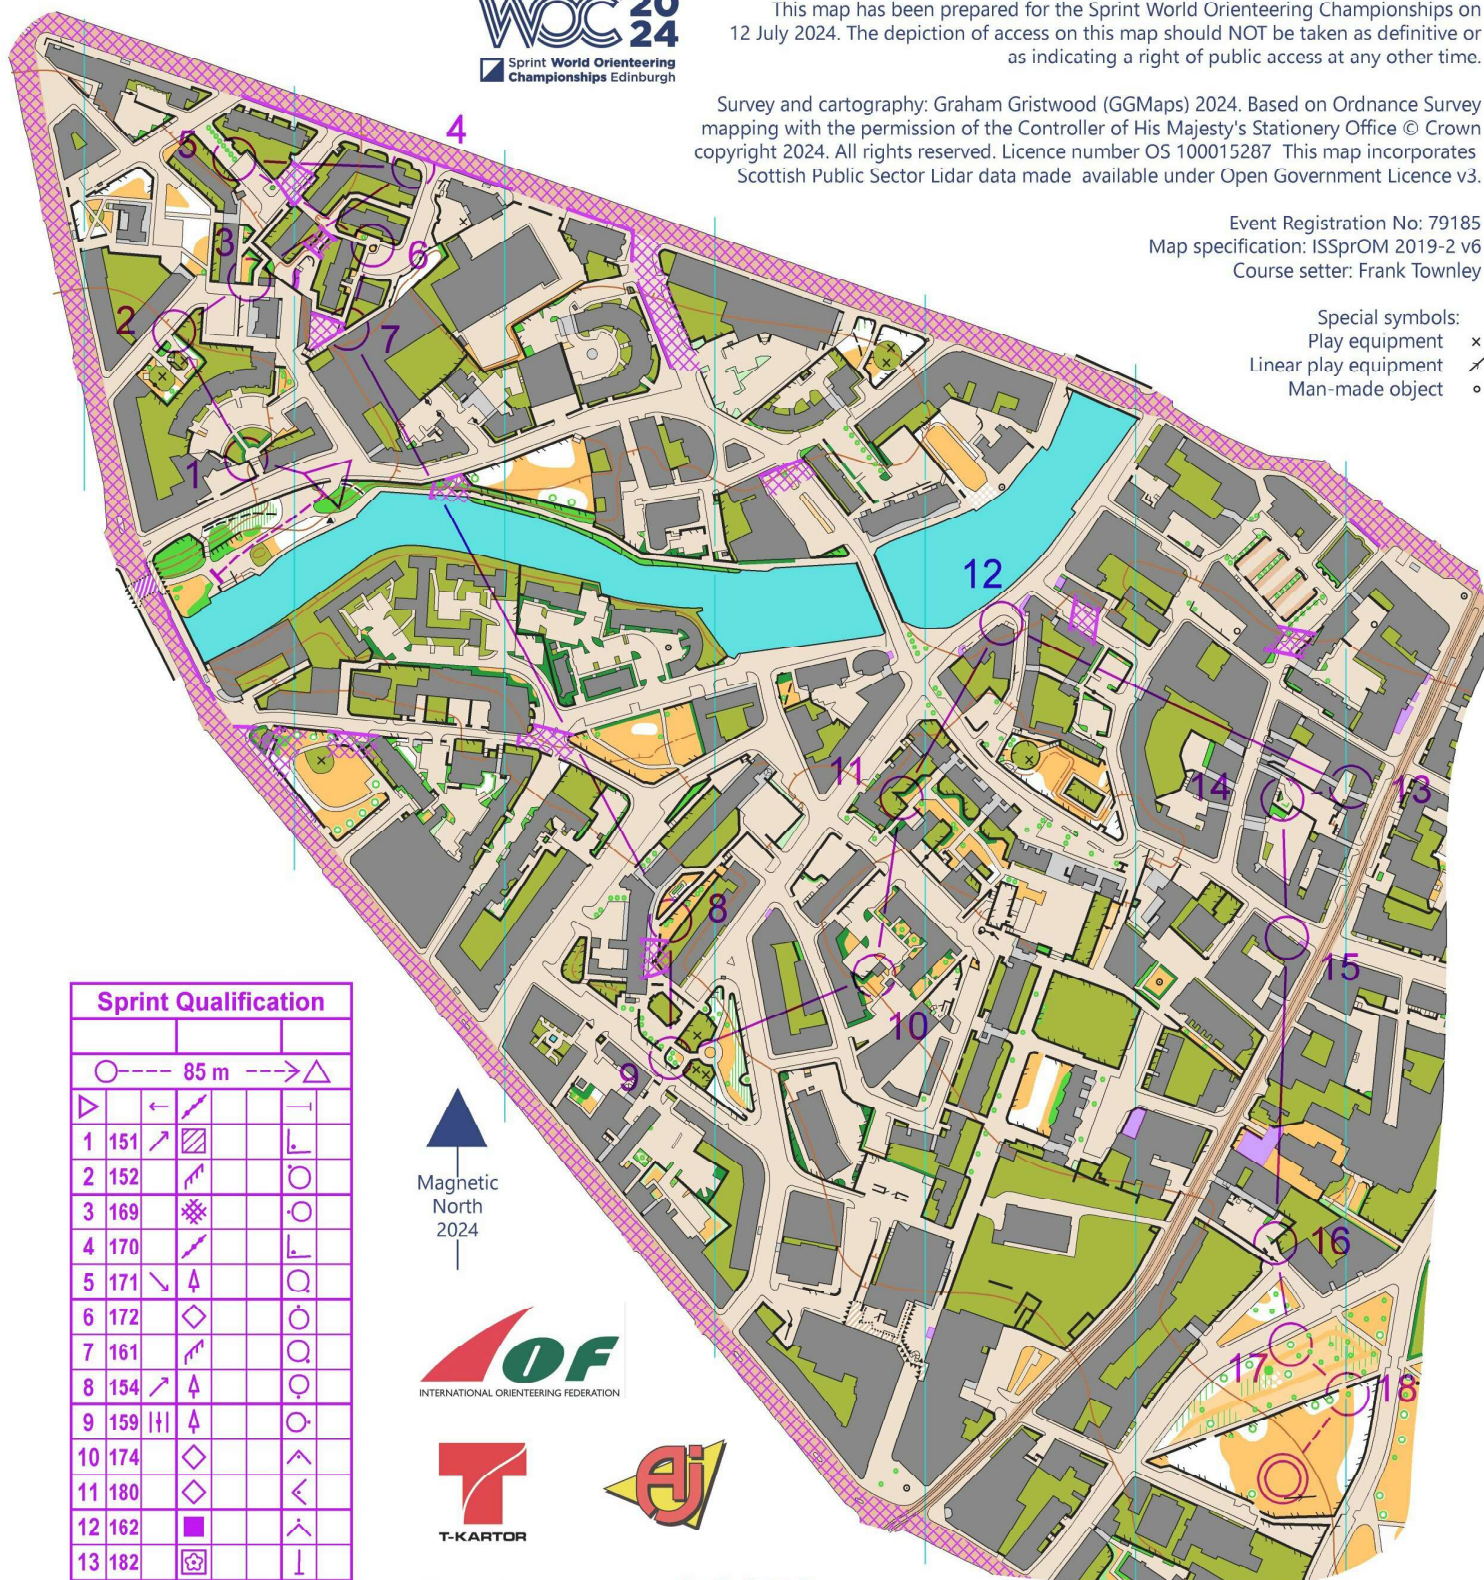 WOC 20
24
Sprint World Orienteering
Championships Edinburgh
This map has been prepared for the Sprint World Orienteering Championships on
12 July 2024. The depiction of access on this map should NOT be taken as definitive or
as indicating a right of public access at any other time.
Survey and cartography: Graham Gristwood (GGMaps) 2024. Based on Ordnance Survey
mapping with the permission of the Controller of His Majesty's Stationery Office © Crown
copyright 2024. All rights reserved. Licence number OS 100015287 This map incorporates
Scottish Public Sector Lidar data made available under Open Government Licence v3.
Event Registration No: 79185
Map specification: ISSprOM 2019-2 v6
Course setter: Frank Townley
Special symbols:
Play equipment ×
Linear play equipment
Man-made object
4
5
3
6
2
7
1
12
11
14
13
8
15
10
9
16
17
18
Sprint Qualification
85 m
1 151
2 152
3 169
4 170
5 171
6 172
7 161
8 154
9 159
10 174
11 180
12 162
13 182
Magnetic
North
2024
IOF
INTERNATIONAL ORIENTEERING FEDERATION
T-KARTOR
AJ